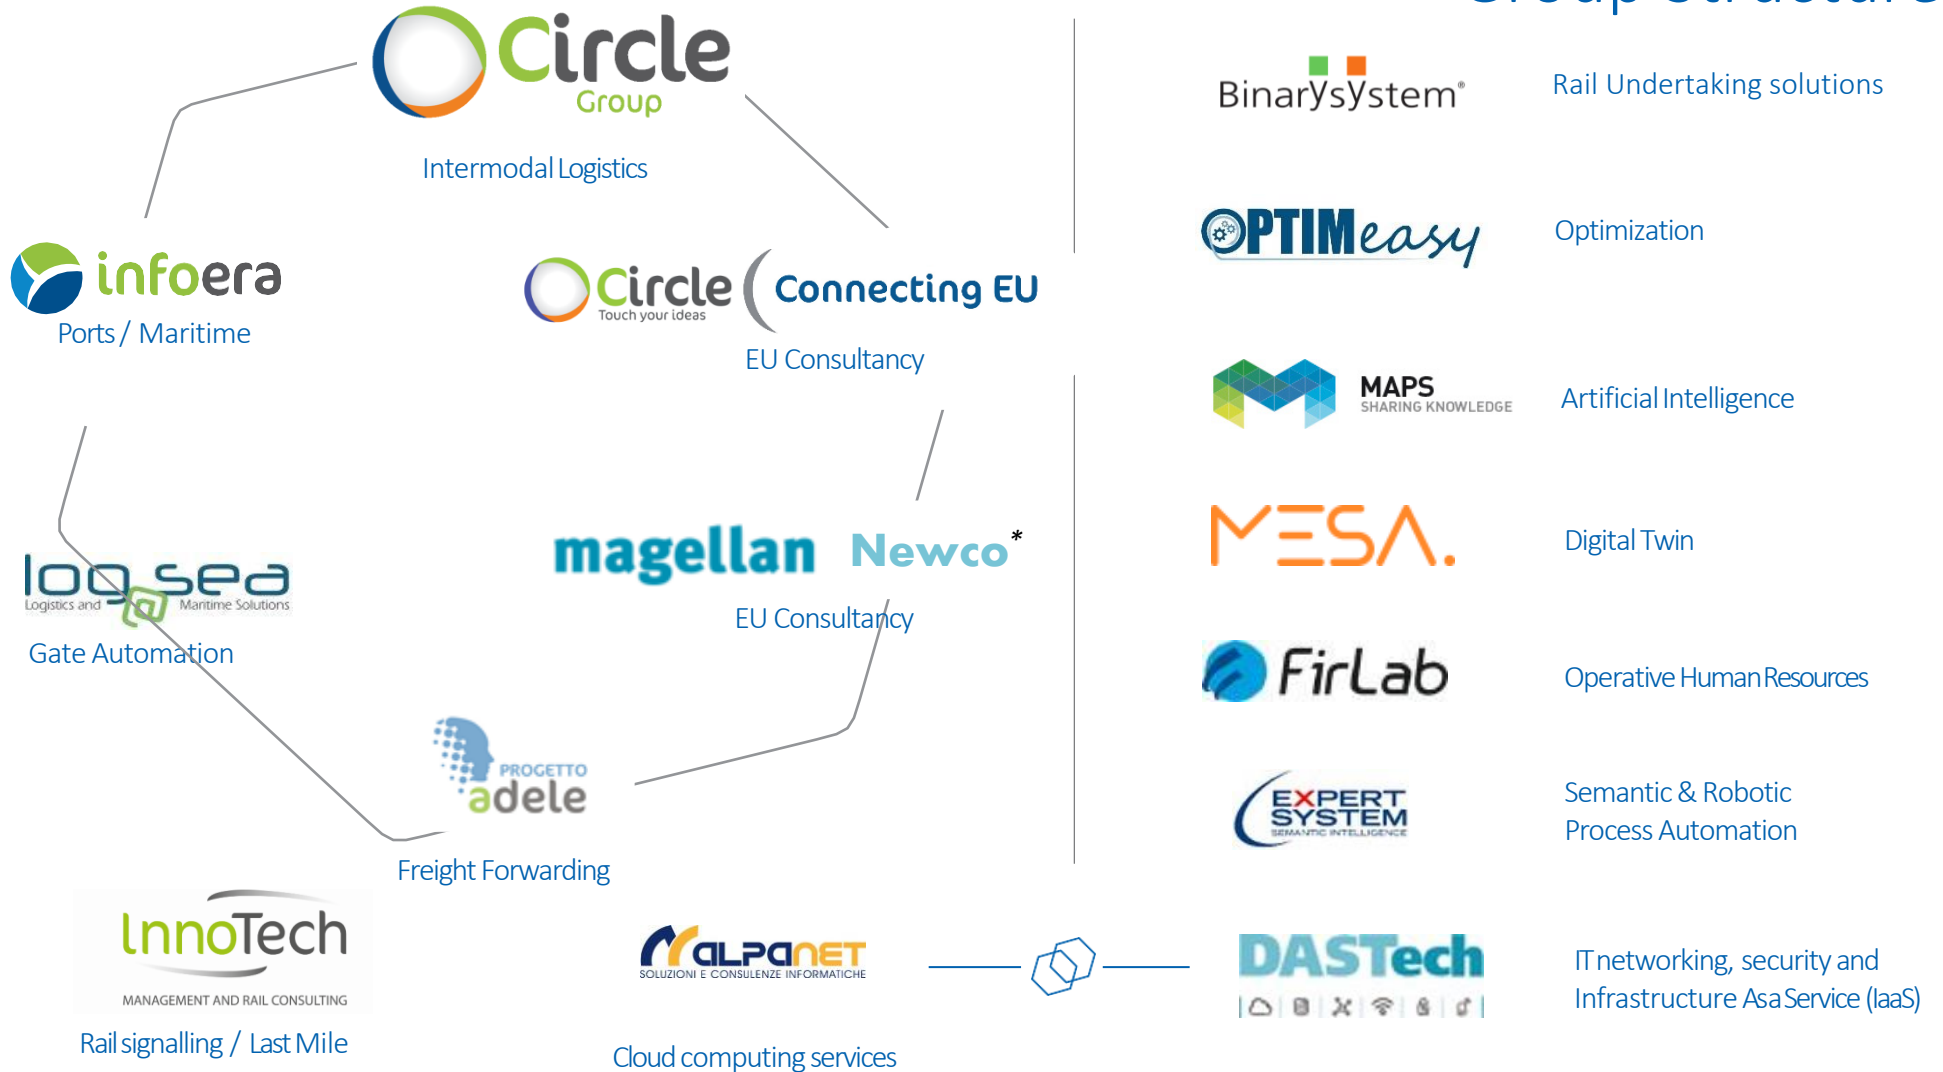 Group Structure
Circle
Group
Intermodal Logistics
infoera
Ports / Maritime
Circle
Touch your ideas
Connecting EU
EU Consultancy
log@sea
Logistics and Maritime Solutions
Gate Automation
magellan
Newco*
EU Consultancy
PROGETTO
adele
Freight Forwarding
InnoTech
MANAGEMENT AND RAIL CONSULTING
Rail signalling / Last Mile
ALPANET
SOLUZIONI E CONSULENZE INFORMATICHE
Cloud computing services
Binarysystem®
Rail Undertaking solutions
OPTIMeasy
Optimization
MAPS
SHARING KNOWLEDGE
Artificial Intelligence
MESA.
Digital Twin
FirLab
Operative Human Resources
EXPERT
SYSTEM
SEMANTIC INTELLIGENCE
Semantic & Robotic
Process Automation
DASTech
IT networking, security and
Infrastructure As a Service (IaaS)